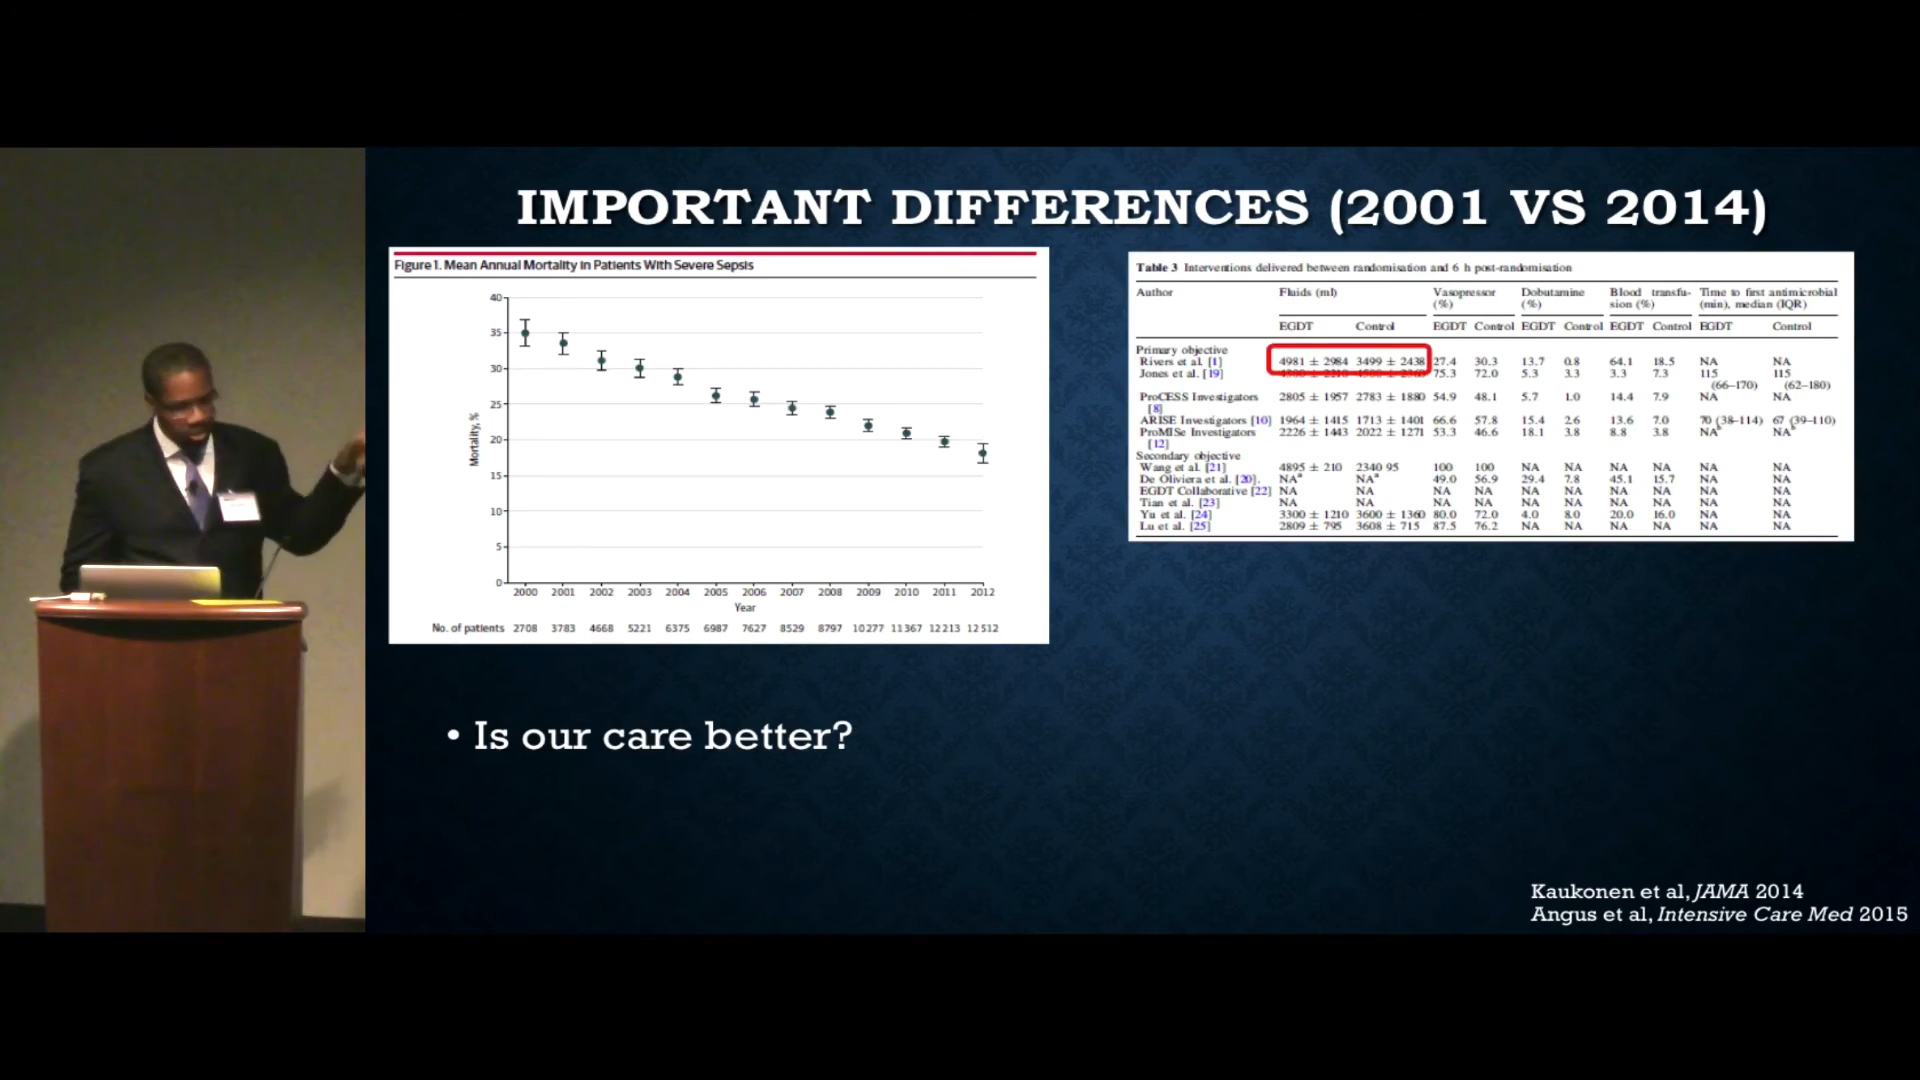 IMPORTANT DIFFERENCES (2001 VS 2014)
Figure 1. Mean Annual Mortality in Patients With Severe Sepsis
40
35
30
25
20
15
10
5
0
Mortality, %
2000 2001 2002 2003 2004 2005 2006 2007 2008 2009 2010 2011 2012
Year
No. of patients 2708 3783 4668 5221 6375 6987 7627 8529 8797 10277 11367 12213 12512
Table 3 Interventions delivered between randomisation and 6 h post-randomisation
Author Fluids (ml) Vasopressor Dobutamine Blood transfu- Time to first antimicrobial
(%) (%) sion (%) (min), median (IQR)
EGDT Control EGDT Control EGDT Control EGDT Control EGDT Control
Primary objective
Rivers et al. [1] 4981 ± 2984 3499 ± 2438 27.4 30.3 13.7 0.8 64.1 18.5 NA NA
Jones et al. [19] 75.3 72.0 5.3 3.3 3.3 7.3 115 115
(66–170) (62–180)
ProCESS Investigators 2805 ± 1957 2783 ± 1880 54.9 48.1 5.7 1.0 14.4 7.9 NA NA
[8]
ARISE Investigators [10] 1964 ± 1415 1713 ± 1401 66.6 57.8 15.4 2.6 13.6 7.0 70 (38–114) 67 (39–110)
ProMISe Investigators 2226 ± 1443 2022 ± 1271 53.3 46.6 18.1 3.8 8.8 3.8 NA NA
[12]
Secondary objective
Wang et al. [21] 4895 ± 210 2340 95 100 100 NA NA NA NA NA NA
De Oliviera et al. [20]. NAa NAa 49.0 56.9 29.4 7.8 45.1 15.7 NA NA
EGDT Collaborative [22] NA NA NA NA NA NA NA NA NA NA
Tian et al. [23] NA NA NA NA NA NA NA NA NA NA
Yu et al. [24] 3300 ± 1210 3600 ± 1360 80.0 72.0 4.0 8.0 20.0 16.0 NA NA
Lu et al. [25] 2809 ± 795 3608 ± 715 87.5 76.2 NA NA NA NA NA NA
• Is our care better?
Kaukonen et al, JAMA 2014
Angus et al, Intensive Care Med 2015